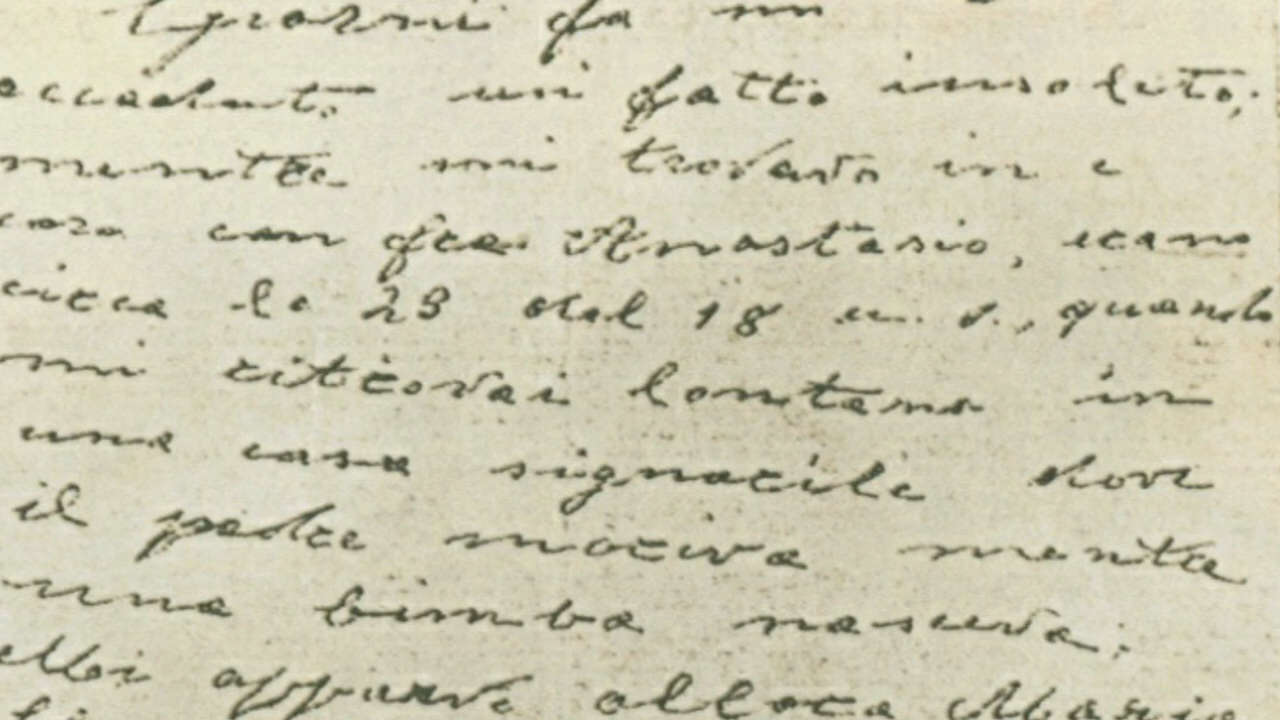 Giorni fa mi
accaduto un fatto insolito;
mentre mi trovavo in c
coro con fra Anastasio, erano
circa le 23 del 18 u. s., quando
mi ritrovai lontano in
una casa signorile dove
il padre moriva mentre
una bimba nasceva.
apparve allora Maria